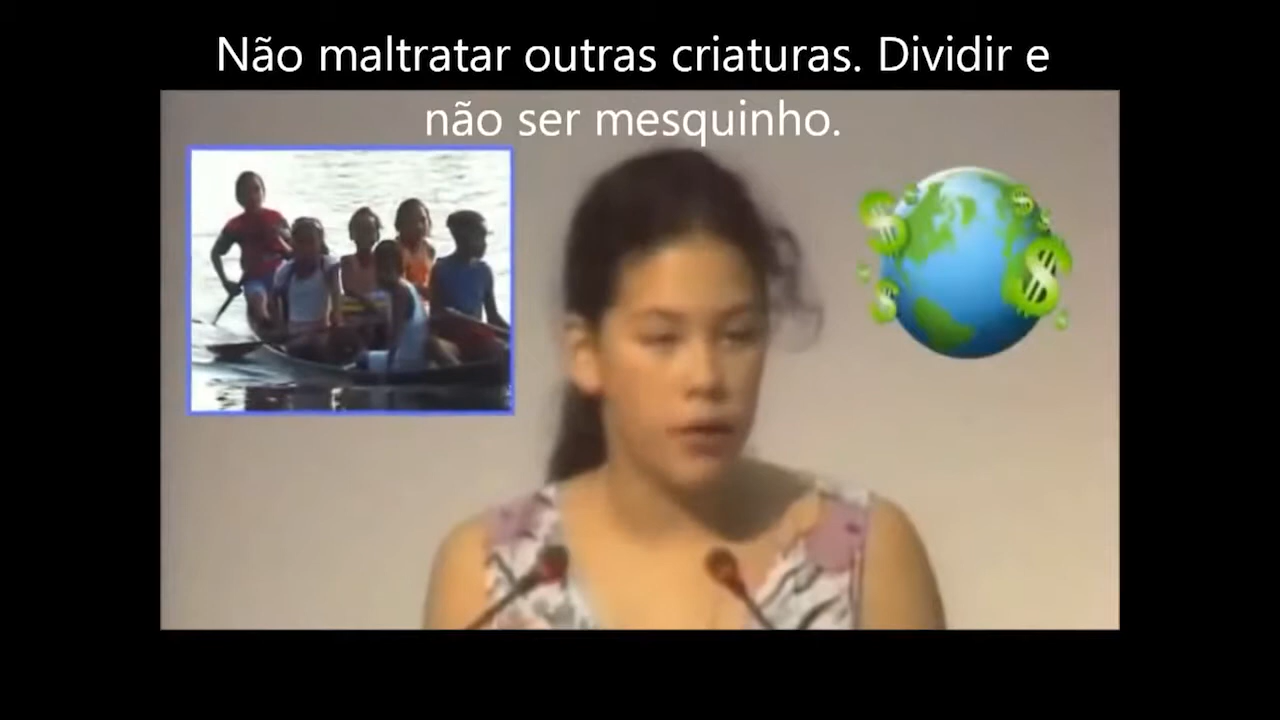 Não maltratar outras criaturas. Dividir e
não ser mesquinho.
$
$
$
$